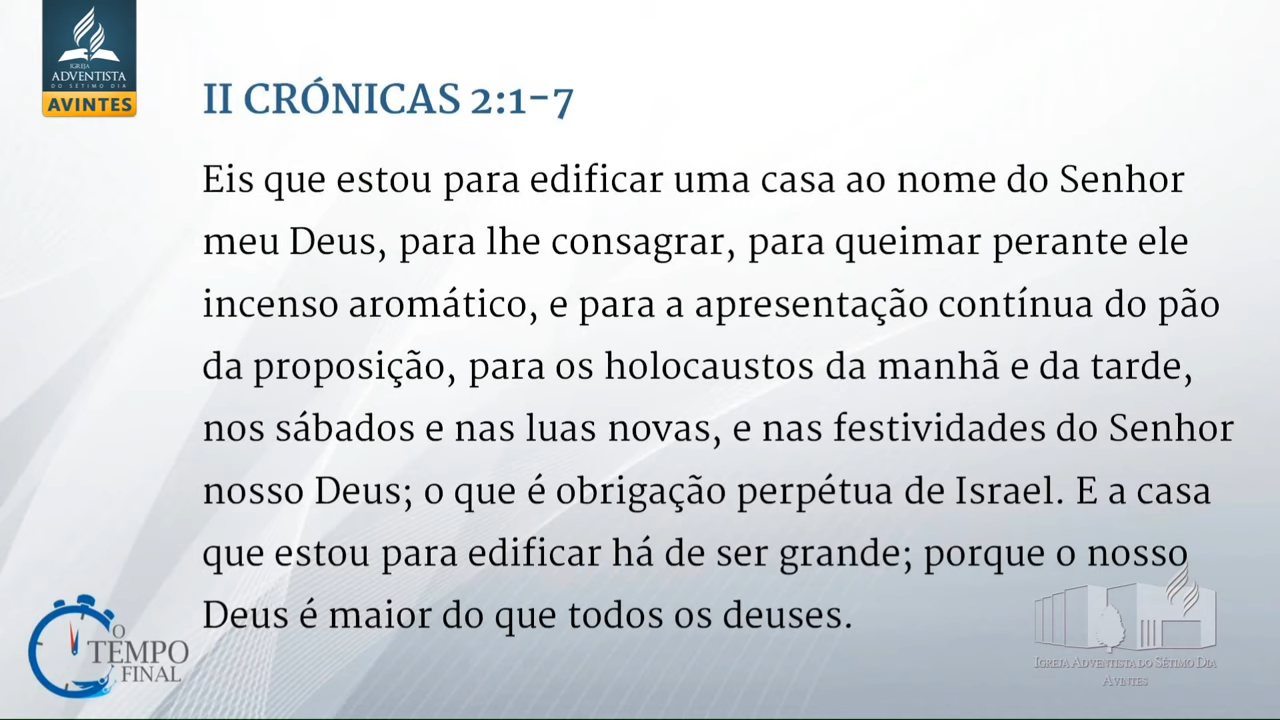 IGREJA
ADVENTISTA
DO SÉTIMO DIA
AVINTES
II CRÓNICAS 2:1-7
Eis que estou para edificar uma casa ao nome do Senhor
meu Deus, para lhe consagrar, para queimar perante ele
incenso aromático, e para a apresentação contínua do pão
da proposição, para os holocaustos da manhã e da tarde,
nos sábados e nas luas novas, e nas festividades do Senhor
nosso Deus; o que é obrigação perpétua de Israel. E a casa
que estou para edificar há de ser grande; porque o nosso
Deus é maior do que todos os deuses.
O
TEMPO
FINAL
IGREJA ADVENTISTA DO SÉTIMO DIA
AVINTES